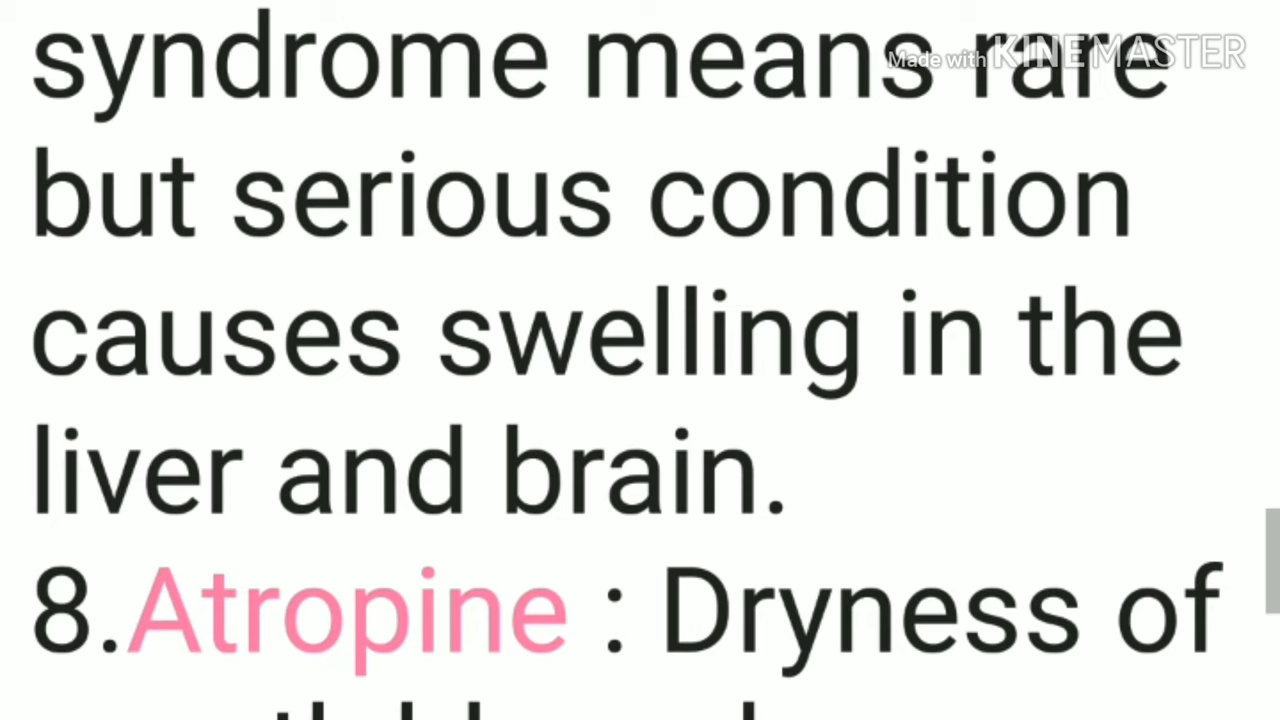 syndrome means rare
Made with KINEMASTER
but serious condition
causes swelling in the
liver and brain.
8.Atropine : Dryness of